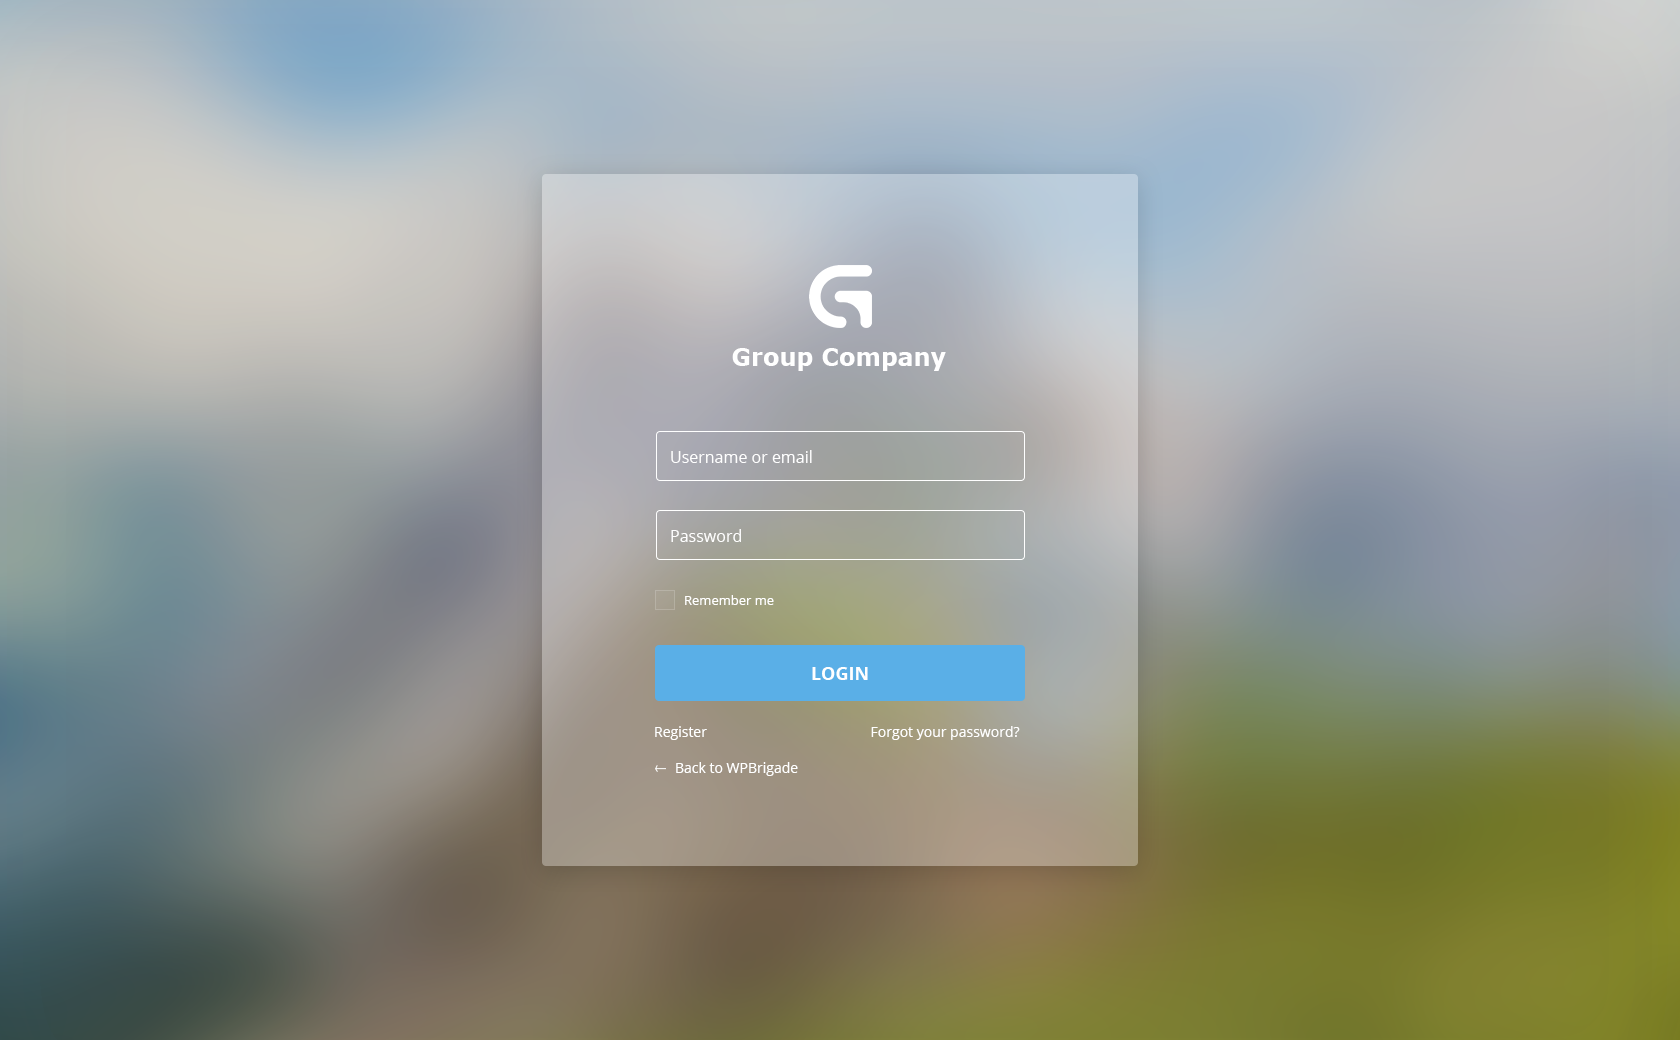 Group Company
Username or email
Password
Remember me
LOGIN
Register
Forgot your password?
← Back to WPBrigade